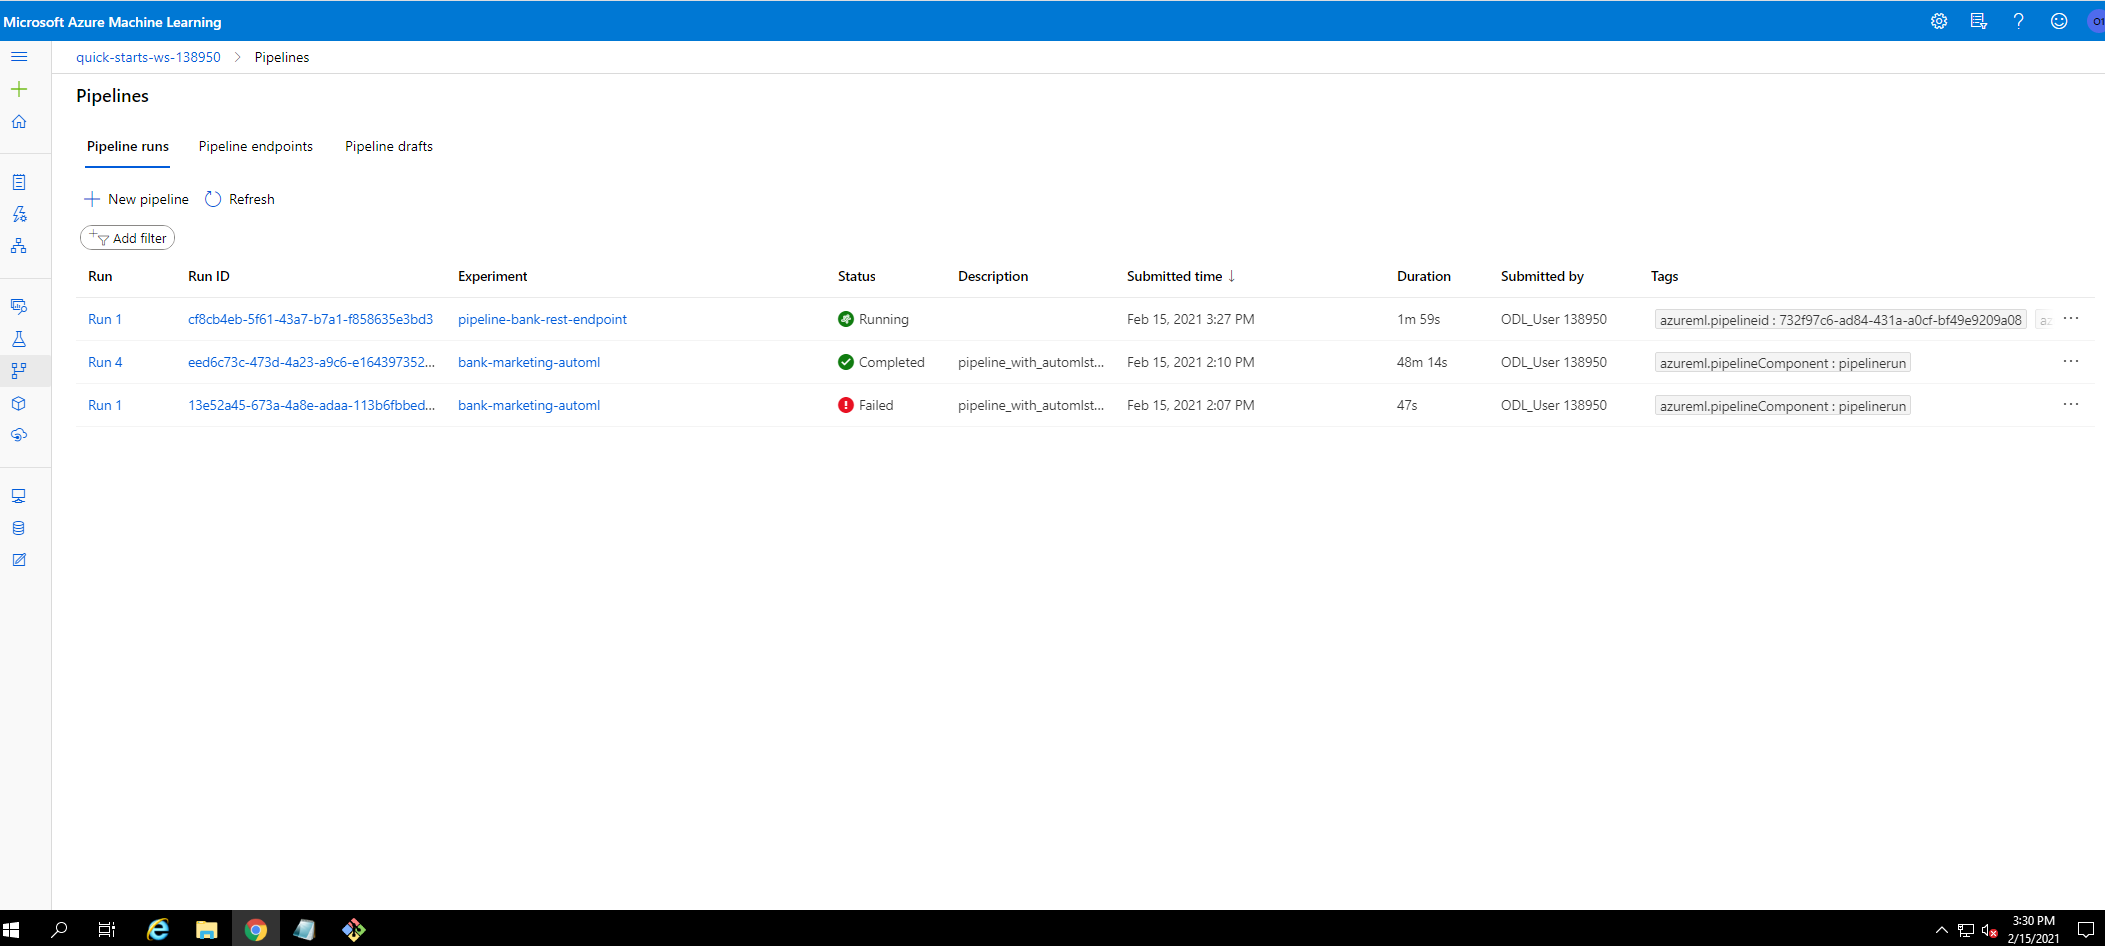 Microsoft Azure Machine Learning
quick-starts-ws-138950 > Pipelines
Pipelines
Pipeline runs Pipeline endpoints Pipeline drafts
New pipeline Refresh
Add filter
Run Run ID Experiment Status Description Submitted time ↓ Duration Submitted by Tags
Run 1 cf8cb4eb-5f61-43a7-b7a1-f858635e3bd3 pipeline-bank-rest-endpoint Running Feb 15, 2021 3:27 PM 1m 59s ODL_User 138950 azureml.pipelineid : 732f97c6-ad84-431a-a0cf-bf49e9209a08 az ...
Run 4 eed6c73c-473d-4a23-a9c6-e164397352... bank-marketing-automl Completed pipeline_with_automlst... Feb 15, 2021 2:10 PM 48m 14s ODL_User 138950 azureml.pipelineComponent : pipelinerun ...
Run 1 13e52a45-673a-4a8e-adaa-113b6fbbed... bank-marketing-automl Failed pipeline_with_automlst... Feb 15, 2021 2:07 PM 47s ODL_User 138950 azureml.pipelineComponent : pipelinerun ...
3:30 PM
2/15/2021